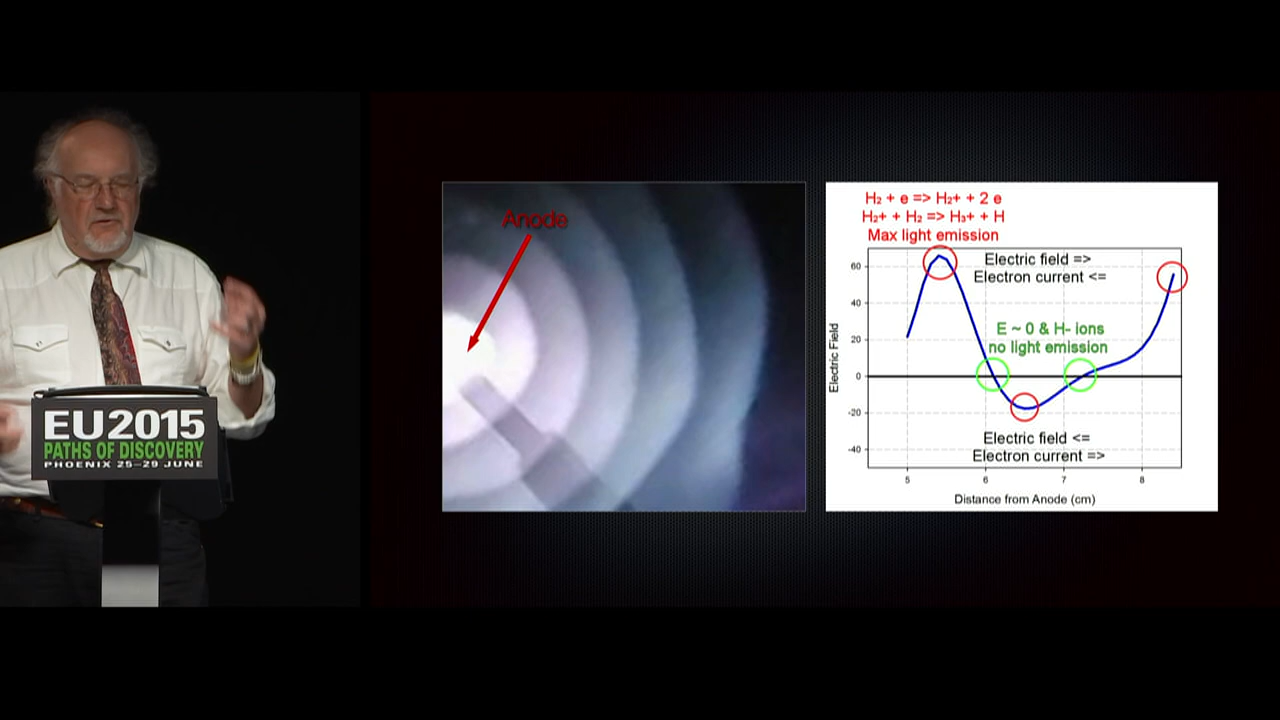 EU2015
PATHS OF DISCOVERY
PHOENIX 25–29 JUNE
Anode
H₂ + e => H₂+ + 2 e
H₂+ + H₂ => H₃+ + H
Max light emission
Electric field =>
Electron current <=
E ~ 0 & H- ions
no light emission
Electric field <=
Electron current =>
Electric Field
60
40
20
0
-20
-40
5 6 7 8
Distance from Anode (cm)